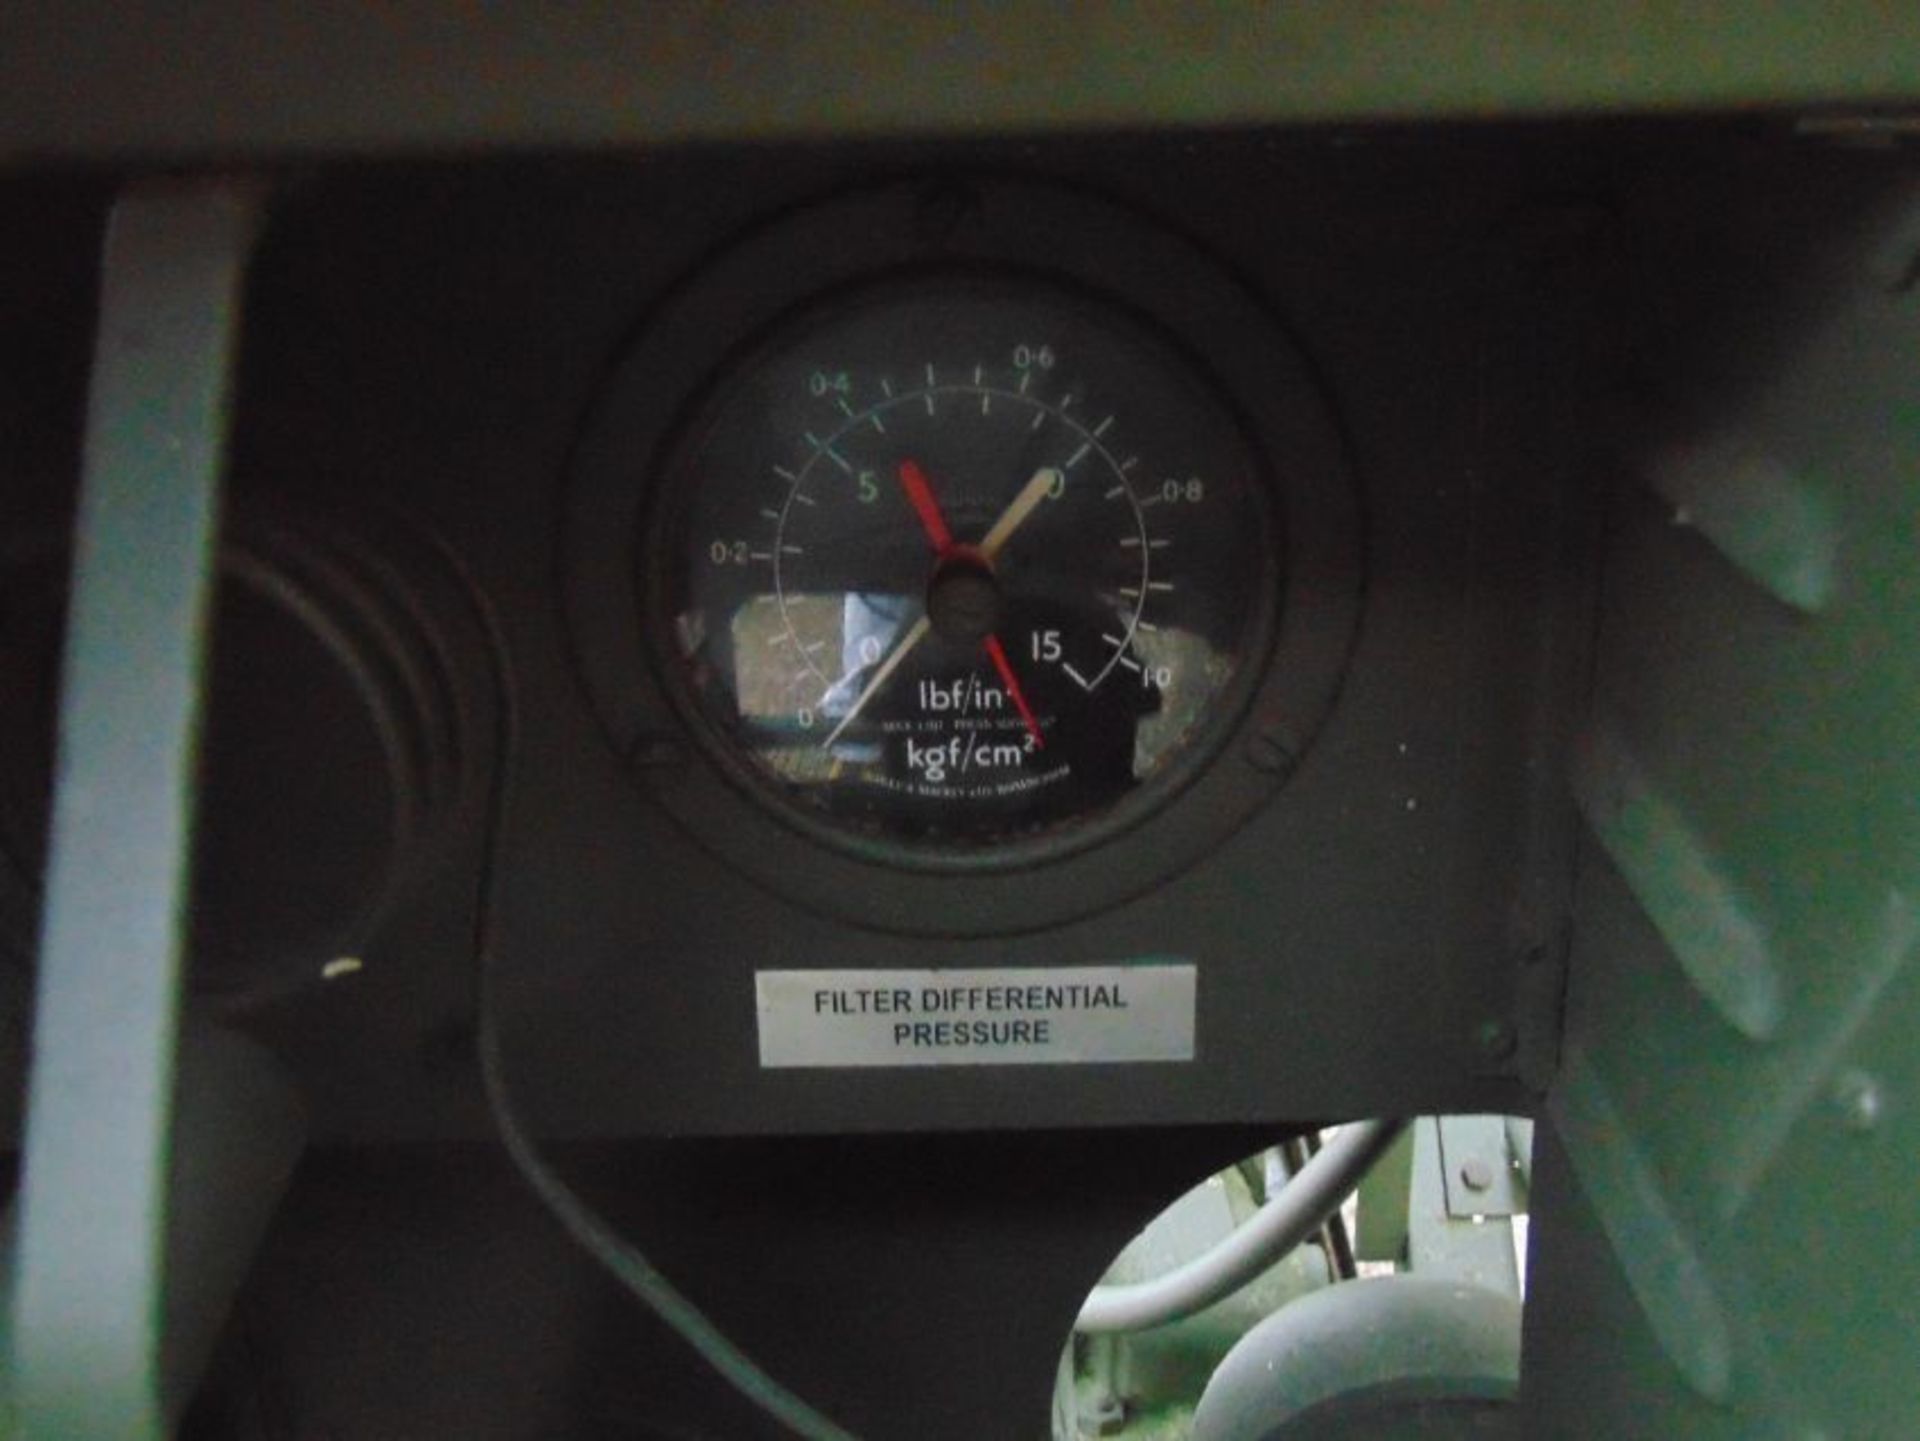 0·4
0·6
0·2
5
0·8
0
15
0
1·0
lbf/in
kgf/cm²
FILTER DIFFERENTIAL
PRESSURE